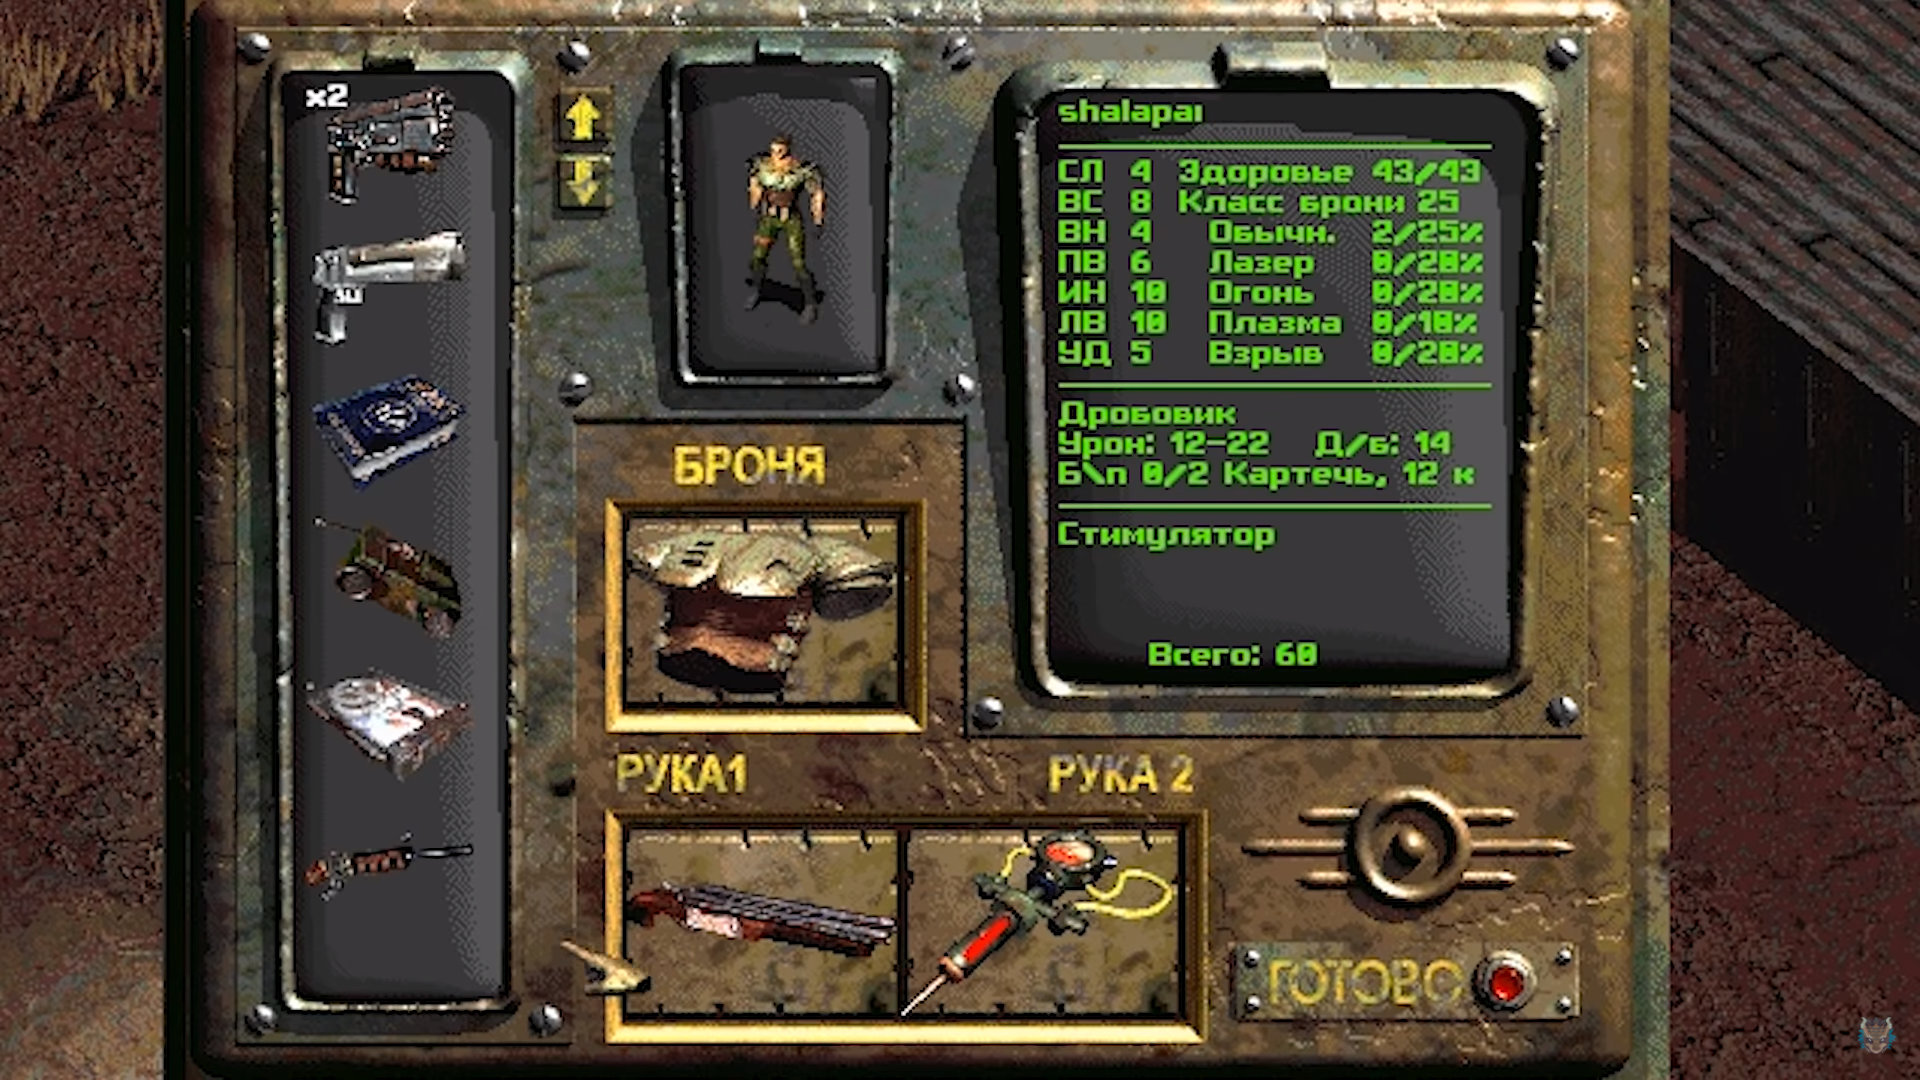 x2
shalapai
СЛ 4 Здоровье 43/43
ВС 8 Класс брони 25
ВН 4 Обычн. 2/25%
ПВ 6 Лазер 0/20%
ИН 10 Огонь 0/20%
ЛВ 10 Плазма 0/10%
УД 5 Взрыв 0/20%
Дробовик
Урон: 12-22 Д/б: 14
Б\п 0/2 Картечь, 12 к
Стимулятор
Всего: 60
БРОНЯ
РУКА1
РУКА 2
ГОТОВО